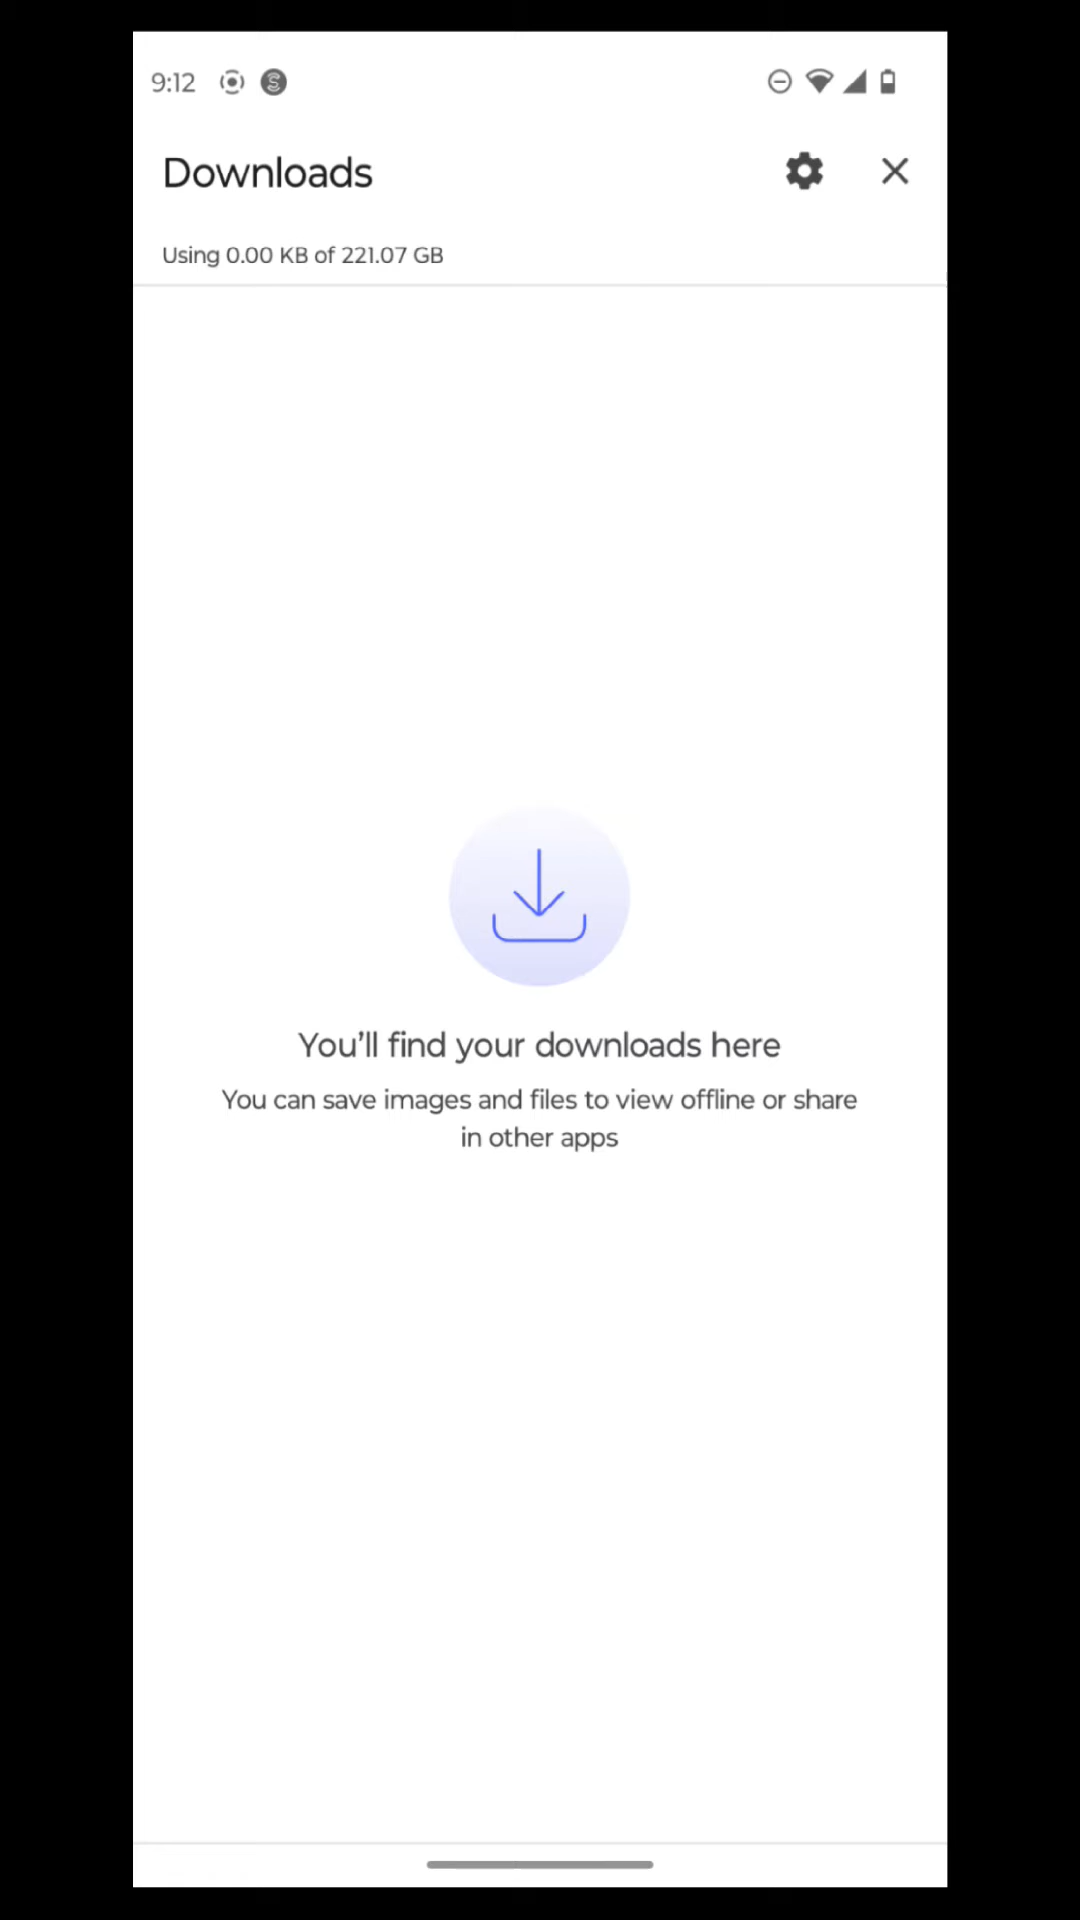 9:12
Downloads
Using 0.00 KB of 221.07 GB
You’ll find your downloads here
You can save images and files to view offline or share
in other apps